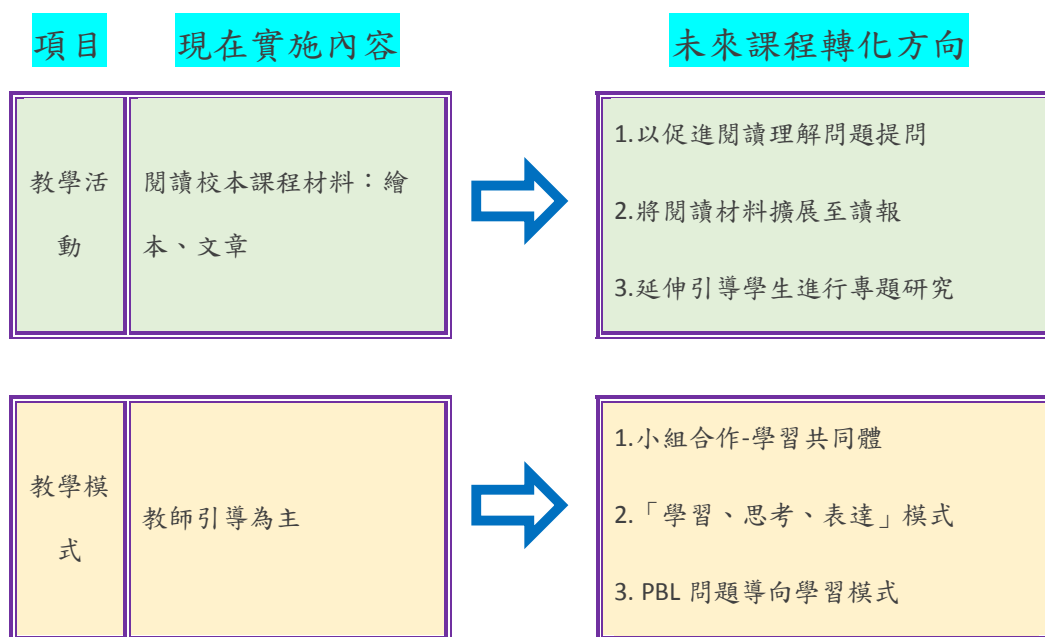 項目 現在實施內容 未來課程轉化方向
教學活
動
閱讀校本課程材料：繪
本、文章
1.以促進閱讀理解問題提問
2.將閱讀材料擴展至讀報
3.延伸引導學生進行專題研究
教學模
式
教師引導為主
1.小組合作-學習共同體
2.「學習、思考、表達」模式
3. PBL 問題導向學習模式